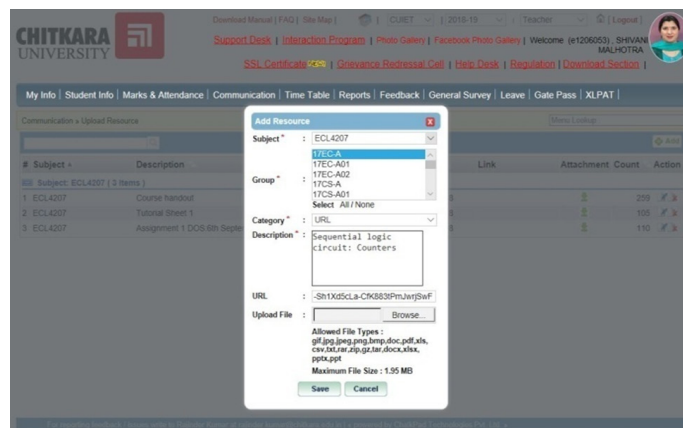 Download Manual | FAQ | Site Map | CUIET | 2018-19 | Teacher | Logout |
CHITKARA
UNIVERSITY
Support Desk | Interaction Program | Photo Gallery | Facebook Photo Gallery | Welcome (e1206053) , SHIVANI
MALHOTRA
SSL Certificate | Grievance Redressal Cell | Help Desk | Regulation | Download Section |
My Info | Student Info | Marks & Attendance | Communication | Time Table | Reports | Feedback | General Survey | Leave | Gate Pass | XLPAT |
Communication » Upload Resource
Menu Lookup
Add
# Subject Description Link Attachment Count Action
Subject: ECL4207 ( 3 Items )
1 ECL4207 Course handout 259
2 ECL4207 Tutorial Sheet 1 105
3 ECL4207 Assignment 1 DOS 6th Septe 110
Add Resource
Subject * : ECL4207
17EC-A
17EC-A01
Group * : 17EC-A02
17CS-A
17CS-A01
Select All / None
Category * : URL
Description * : Sequential logic
circuit: Counters
URL : -Sh1Xd5cLa-CfK883tPmJwrjSwF
Upload File : Browse...
Allowed File Types :
gif,jpg,jpeg,png,bmp,doc,pdf,xls,
csv,txt,rar,zip,gz,tar,docx,xlsx,
pptx,ppt
Maximum File Size : 1.95 MB
Save Cancel